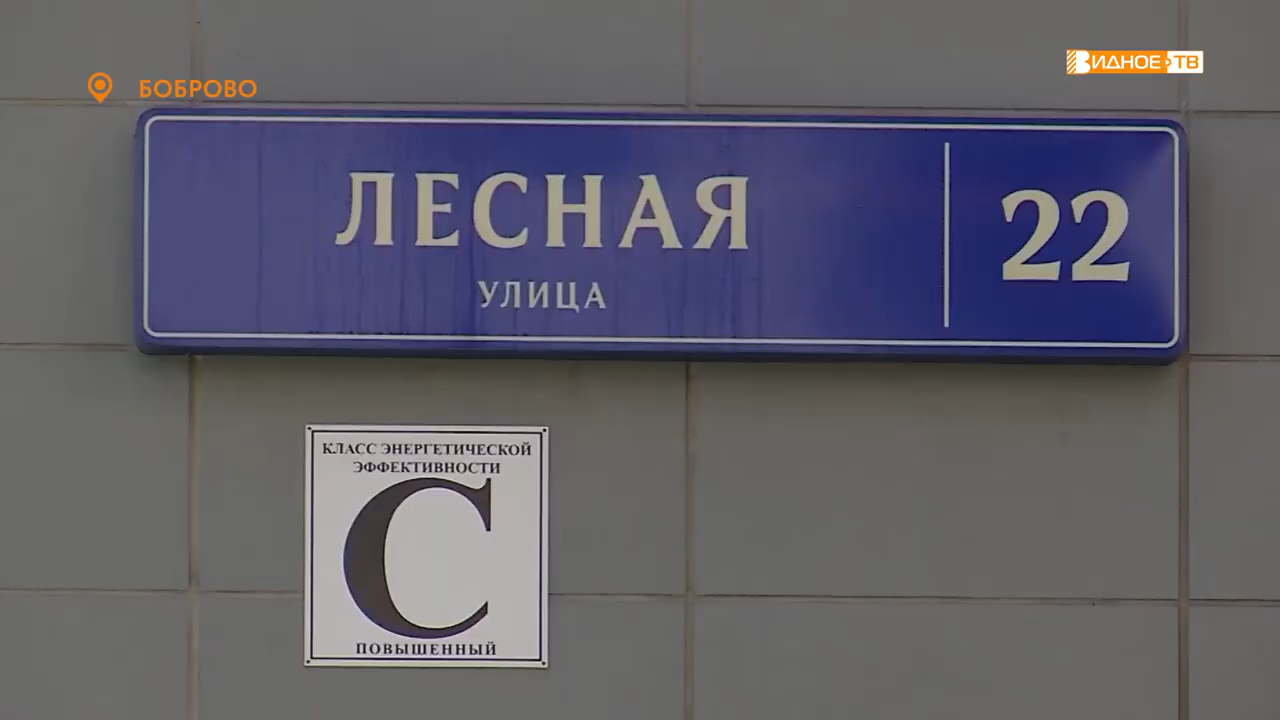 БОБРОВО
ВИДНОЕ ТВ
ЛЕСНАЯ
УЛИЦА
22
КЛАСС ЭНЕРГЕТИЧЕСКОЙ
ЭФФЕКТИВНОСТИ
С
ПОВЫШЕННЫЙ